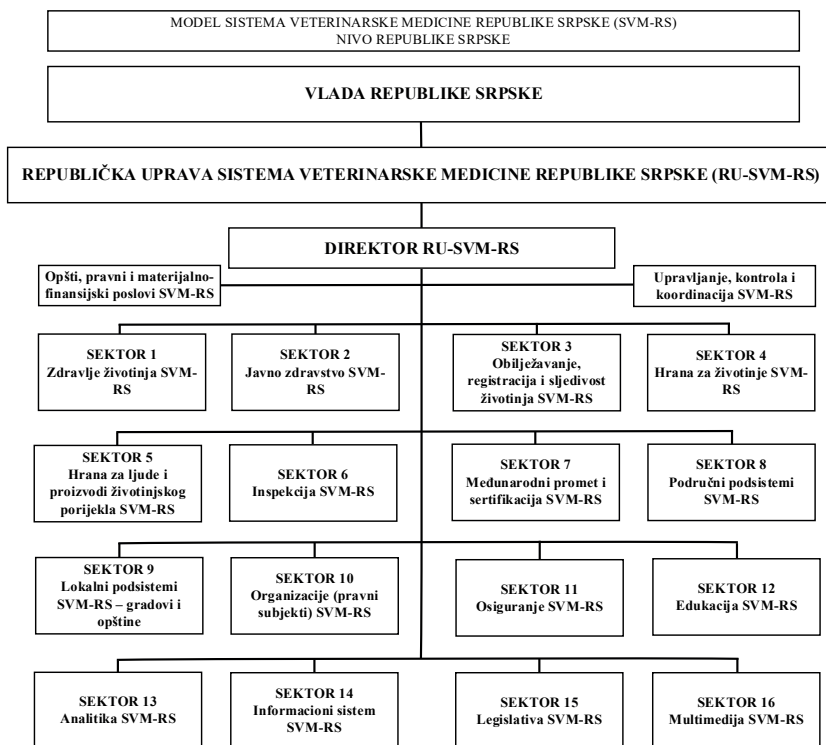 MODEL SISTEMA VETERINARSKE MEDICINE REPUBLIKE SRPSKE (SVM-RS)
NIVO REPUBLIKE SRPSKE
VLADA REPUBLIKE SRPSKE
REPUBLIČKA UPRAVA SISTEMA VETERINARSKE MEDICINE REPUBLIKE SRPSKE (RU-SVM-RS)
DIREKTOR RU-SVM-RS
Opšti, pravni i materijalno-
finansijski poslovi SVM-RS
Upravljanje, kontrola i
koordinacija SVM-RS
SEKTOR 1
Zdravlje životinja SVM-
RS
SEKTOR 2
Javno zdravstvo SVM-
RS
SEKTOR 3
Obilježavanje,
registracija i sljedivost
životinja SVM-RS
SEKTOR 4
Hrana za životinje SVM-
RS
SEKTOR 5
Hrana za ljude i
proizvodi životinjskog
porijekla SVM-RS
SEKTOR 6
Inspekcija SVM-RS
SEKTOR 7
Međunarodni promet i
sertifikacija SVM-RS
SEKTOR 8
Područni podsistemi
SVM-RS
SEKTOR 9
Lokalni podsistemi
SVM-RS – gradovi i
opštine
SEKTOR 10
Organizacije (pravni
subjekti) SVM-RS
SEKTOR 11
Osiguranje SVM-RS
SEKTOR 12
Edukacija SVM-RS
SEKTOR 13
Analitika SVM-RS
SEKTOR 14
Informacioni sistem
SVM-RS
SEKTOR 15
Legislativa SVM-RS
SEKTOR 16
Multimedija SVM-RS